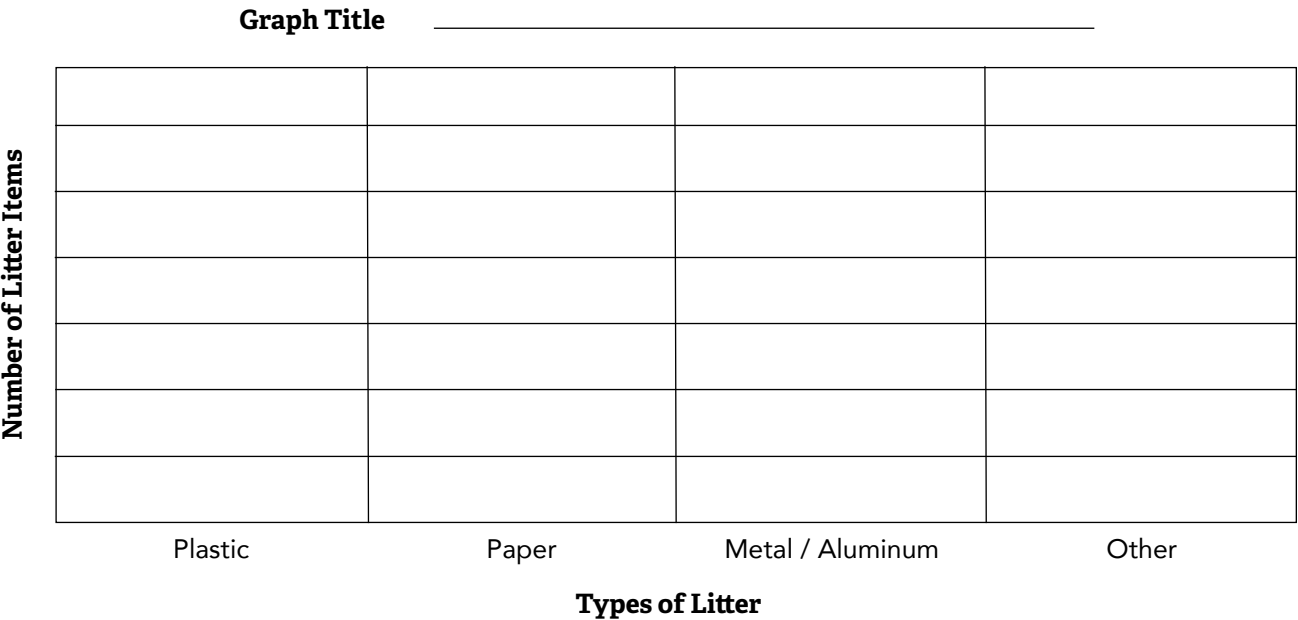 Graph Title
Number of Litter Items
Plastic Paper Metal / Aluminum Other
Types of Litter